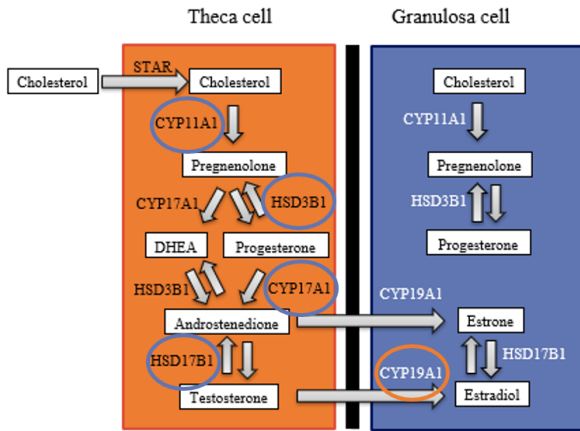 Theca cell
Granulosa cell
STAR
Cholesterol
Cholesterol
Cholesterol
CYP11A1
CYP11A1
Pregnenolone
Pregnenolone
CYP17A1
HSD3B1
HSD3B1
DHEA
Progesterone
Progesterone
HSD3B1
CYP17A1
CYP19A1
Androstenedione
Estrone
HSD17B1
HSD17B1
CYP19A1
Testosterone
Estradiol